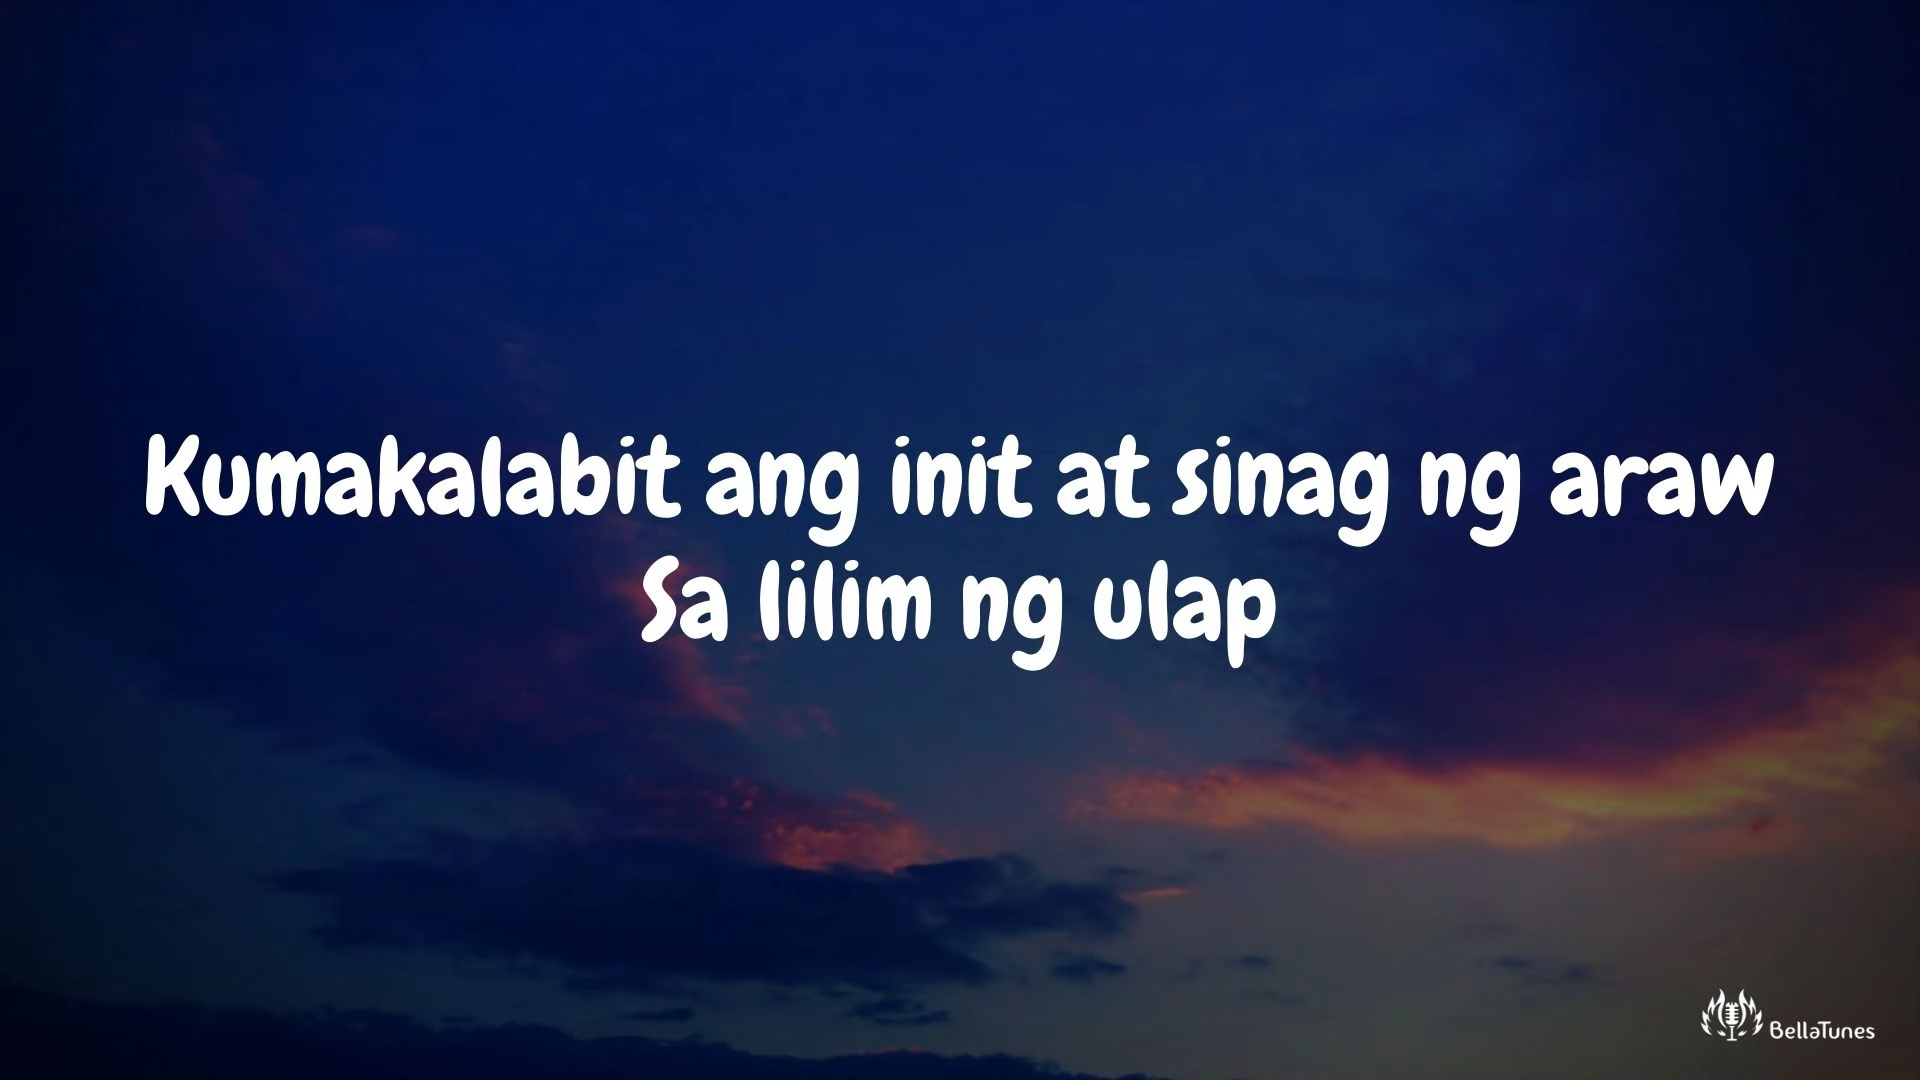 Kumakalabit ang init at sinag ng araw
Sa lilim ng ulap
BellaTunes